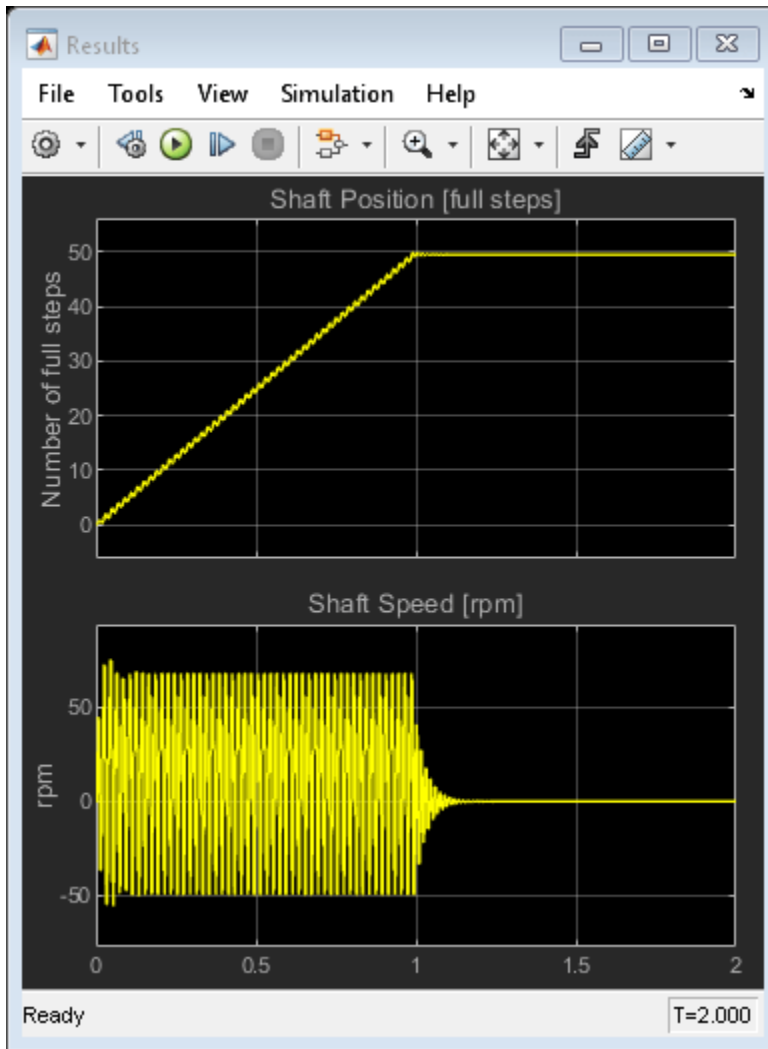 Results
File Tools View Simulation Help
Shaft Position [full steps]
Number of full steps
50
40
30
20
10
0
Shaft Speed [rpm]
rpm
50
0
-50
0 0.5 1 1.5 2
Ready T=2.000